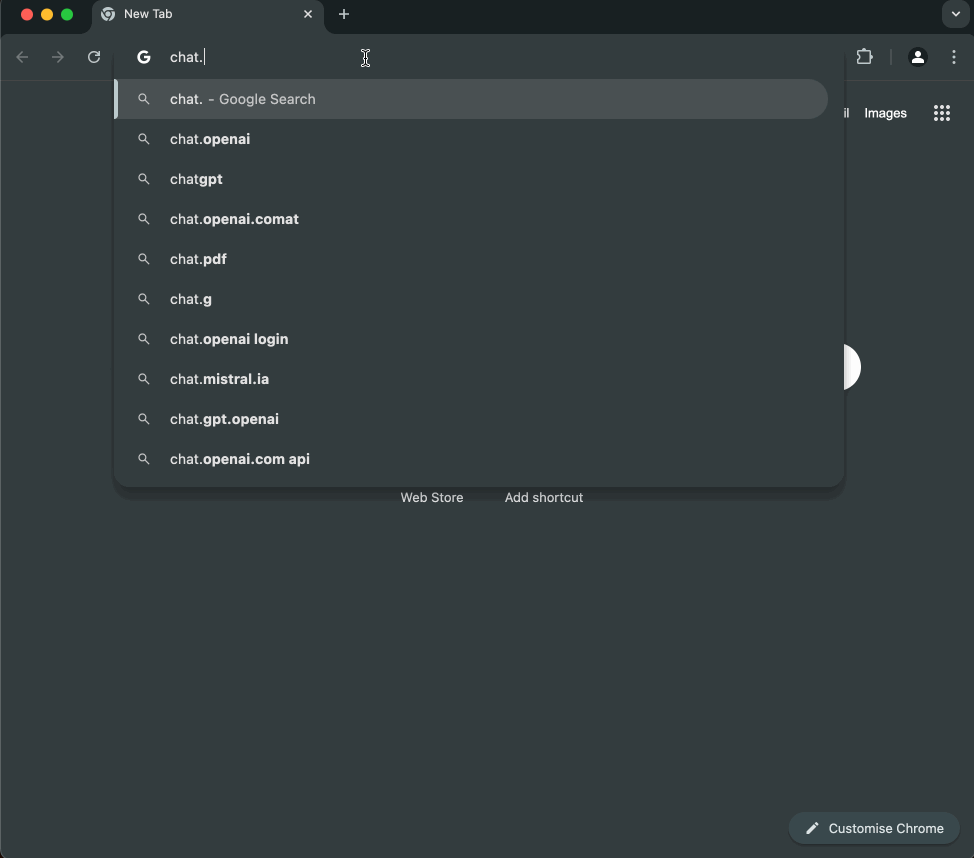 New Tab
chat.
chat. - Google Search
Images
chat.openai
chatgpt
chat.openai.comat
chat.pdf
chat.g
chat.openai login
chat.mistral.ia
chat.gpt.openai
chat.openai.com api
Web Store Add shortcut
Customise Chrome